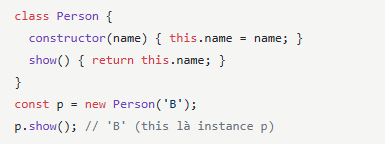 class Person {
  constructor(name) { this.name = name; }
  show() { return this.name; }
}
const p = new Person('B');
p.show(); // 'B' (this là instance p)